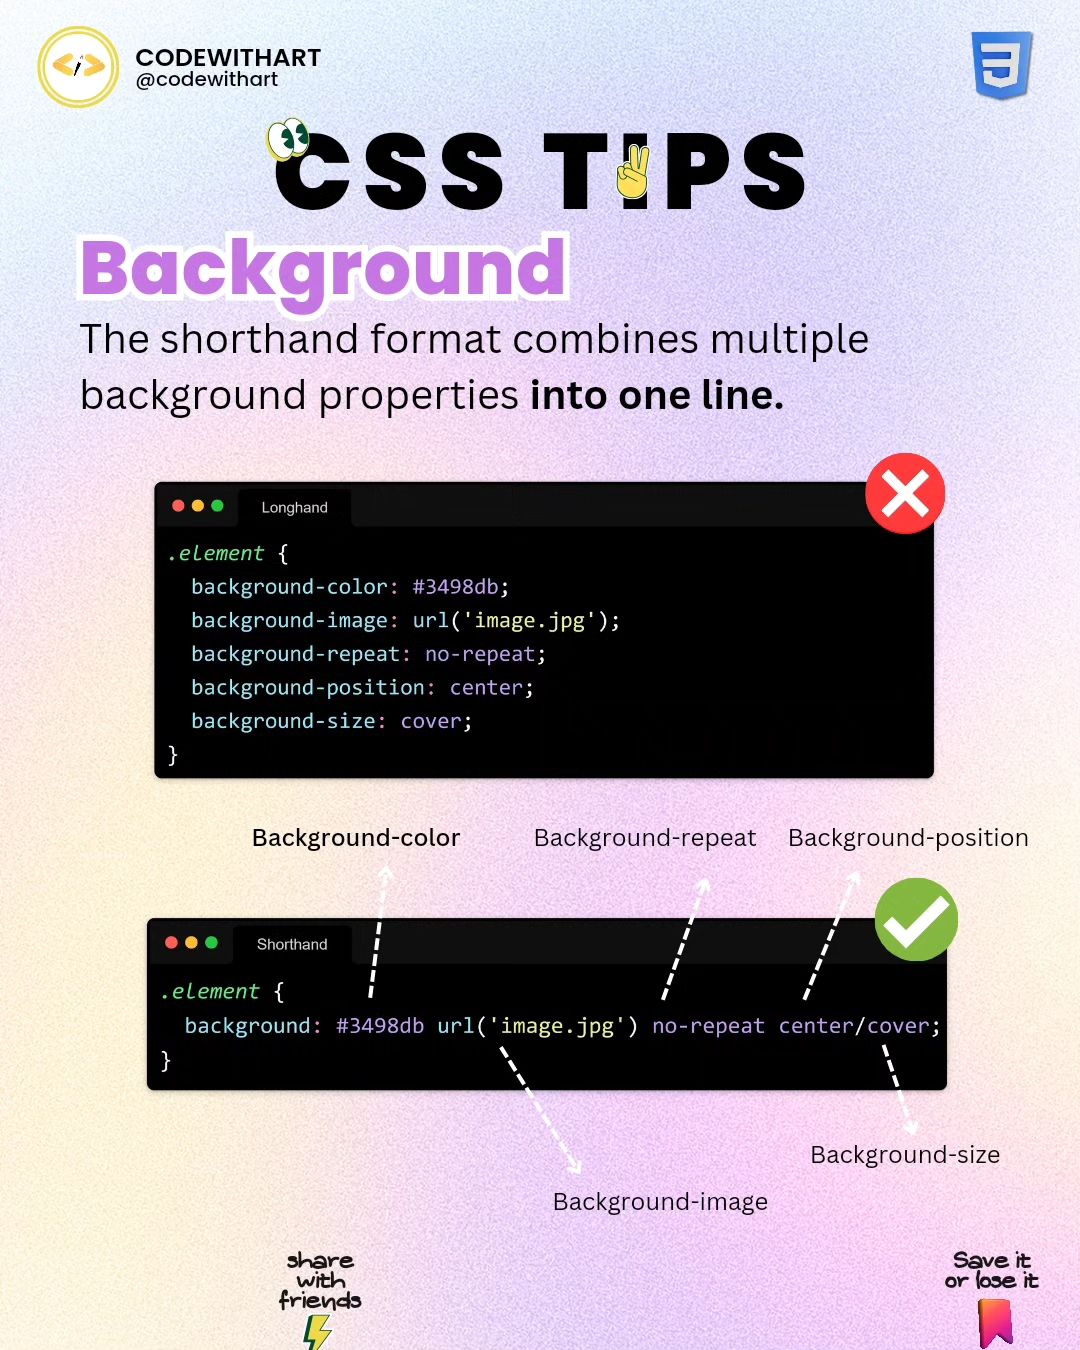 CODEWITHART
@codewithart
CSS TIPS
Background
The shorthand format combines multiple
background properties into one line.
Longhand
.element {
background-color: #3498db;
background-image: url('image.jpg');
background-repeat: no-repeat;
background-position: center;
background-size: cover;
}
Background-color Background-repeat Background-position
Shorthand
.element {
background: #3498db url('image.jpg') no-repeat center/cover;
}
Background-size
Background-image
share
with
friends
Save it
or lose it